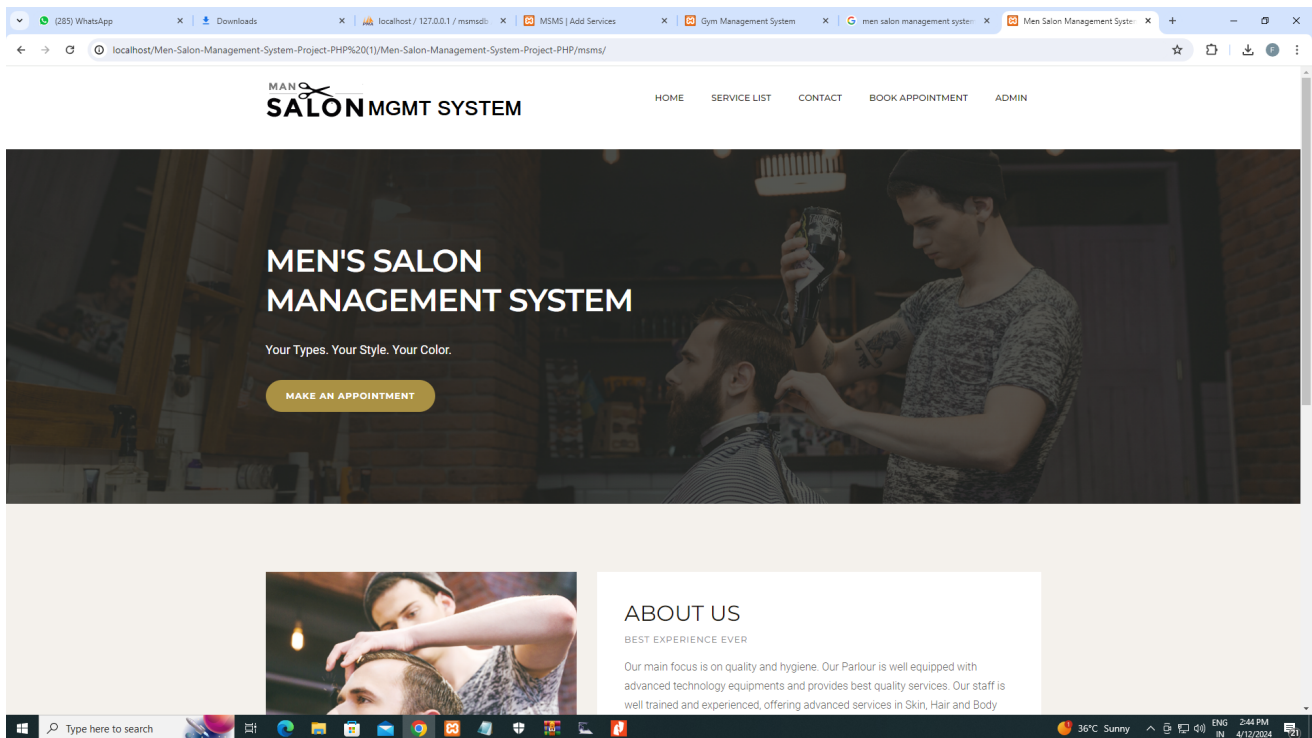 (285) WhatsApp
Downloads
localhost / 127.0.0.1 / msmsdb
MSMS | Add Services
Gym Management System
men salon management system
Men Salon Management System
localhost/Men-Salon-Management-System-Project-PHP%20(1)/Men-Salon-Management-System-Project-PHP/msms/
F
MAN
SALON MGMT SYSTEM
HOME SERVICE LIST CONTACT BOOK APPOINTMENT ADMIN
MEN'S SALON
MANAGEMENT SYSTEM
Your Types. Your Style. Your Color.
MAKE AN APPOINTMENT
ABOUT US
BEST EXPERIENCE EVER
Our main focus is on quality and hygiene. Our Parlour is well equipped with
advanced technology equipments and provides best quality services. Our staff is
well trained and experienced, offering advanced services in Skin, Hair and Body
Type here to search
36°C Sunny
ENG
IN
2:44 PM
4/12/2024
21